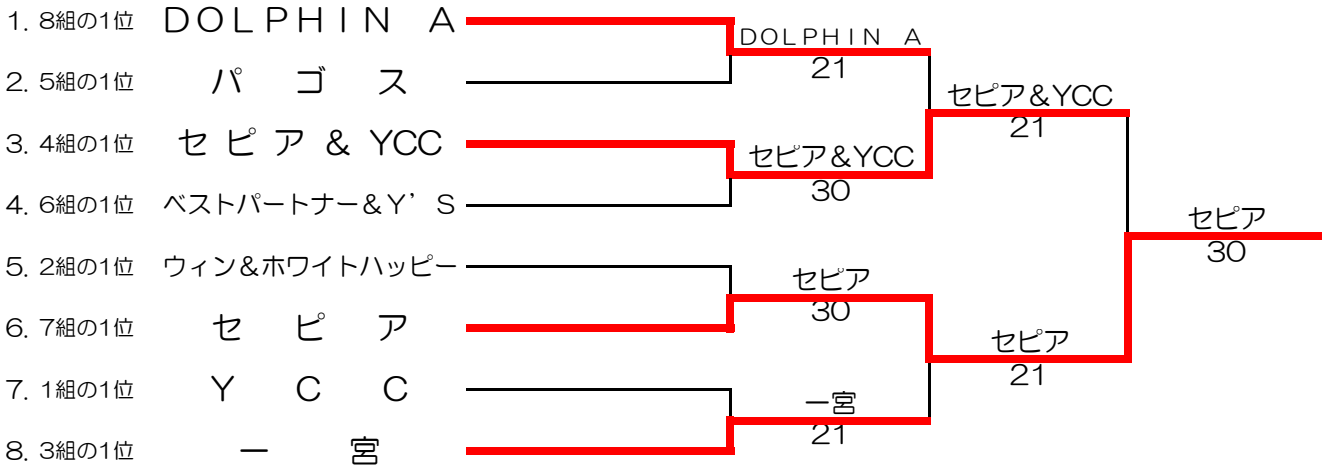 1. 8組の1位 DOLPHIN A
DOLPHIN A
21
2. 5組の1位 パゴス
セピア&YCC
21
3. 4組の1位 セピア&YCC
セピア&YCC
30
4. 6組の1位 ベストパートナー&Y'S
セピア
30
5. 2組の1位 ウィン&ホワイトハッピー
セピア
30
6. 7組の1位 セピア
セピア
21
7. 1組の1位 YCC
一宮
21
8. 3組の1位 一宮